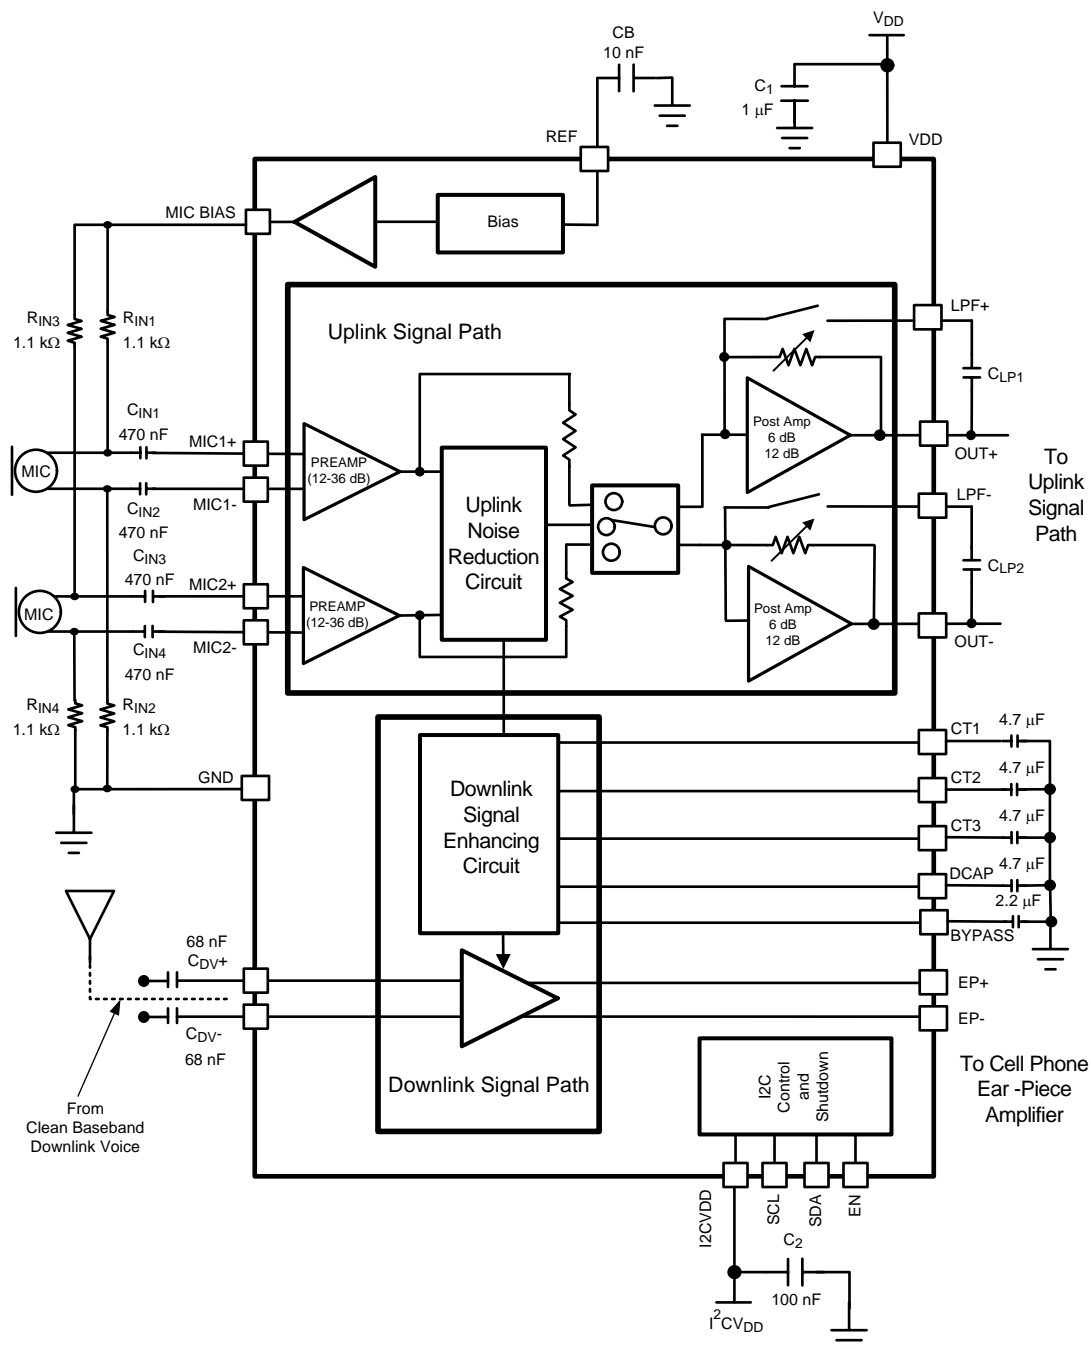 CB
10 nF
VDD
C1
1 μF
REF
VDD
MIC BIAS
Bias
RIN3
1.1 kΩ
RIN1
1.1 kΩ
Uplink Signal Path
LPF+
CLP1
CIN1
470 nF
MIC1+
MIC
PREAMP
(12-36 dB)
Post Amp
6 dB
12 dB
OUT+
To
Uplink
Signal
Path
MIC1-
CIN2
470 nF
Uplink
Noise
Reduction
Circuit
LPF-
CLP2
CIN3
470 nF
MIC2+
MIC
PREAMP
(12-36 dB)
Post Amp
6 dB
12 dB
OUT-
MIC2-
CIN4
470 nF
RIN4
1.1 kΩ
RIN2
1.1 kΩ
GND
Downlink
Signal
Enhancing
Circuit
CT1
4.7 μF
CT2
4.7 μF
CT3
4.7 μF
DCAP
4.7 μF
2.2 μF
BYPASS
68 nF
CDV+
CDV-
68 nF
EP+
EP-
From
Clean Baseband
Downlink Voice
Downlink Signal Path
I2C
Control
and
Shutdown
To Cell Phone
Ear -Piece
Amplifier
I2CVDD
SCL
SDA
EN
C2
100 nF
I²CVDD